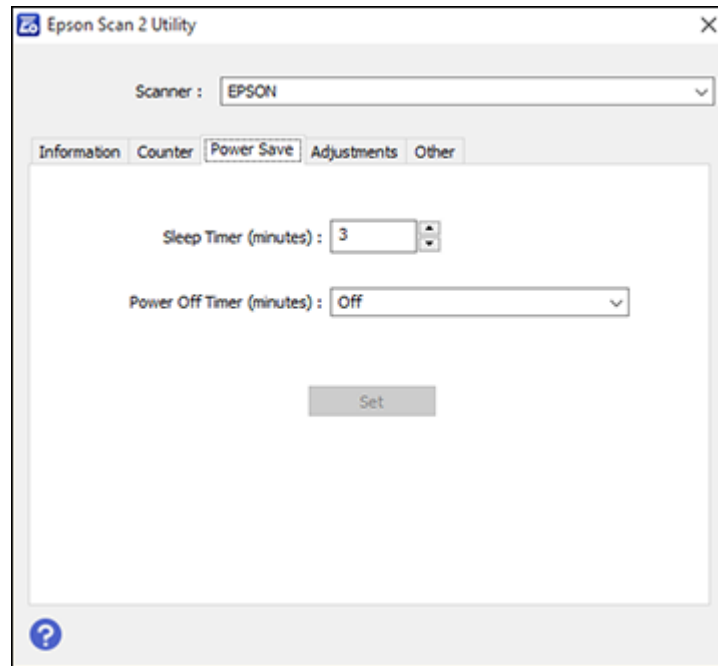 Epson Scan 2 Utility
Scanner : EPSON
Information Counter Power Save Adjustments Other
Sleep Timer (minutes) : 3
Power Off Timer (minutes) : Off
Set
?